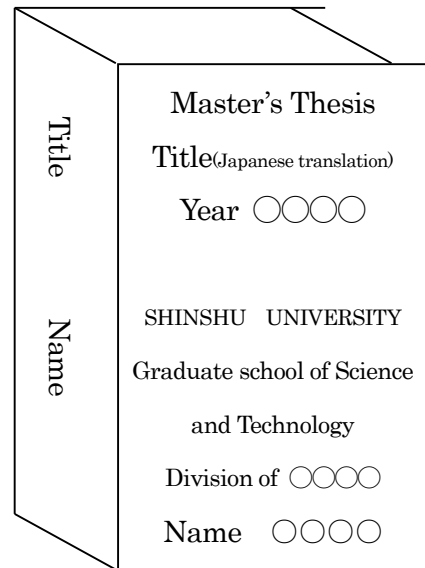 Title
Name
Master’s Thesis
Title(Japanese translation)
Year ○○○○
SHINSHU UNIVERSITY
Graduate school of Science
and Technology
Division of ○○○○
Name ○○○○